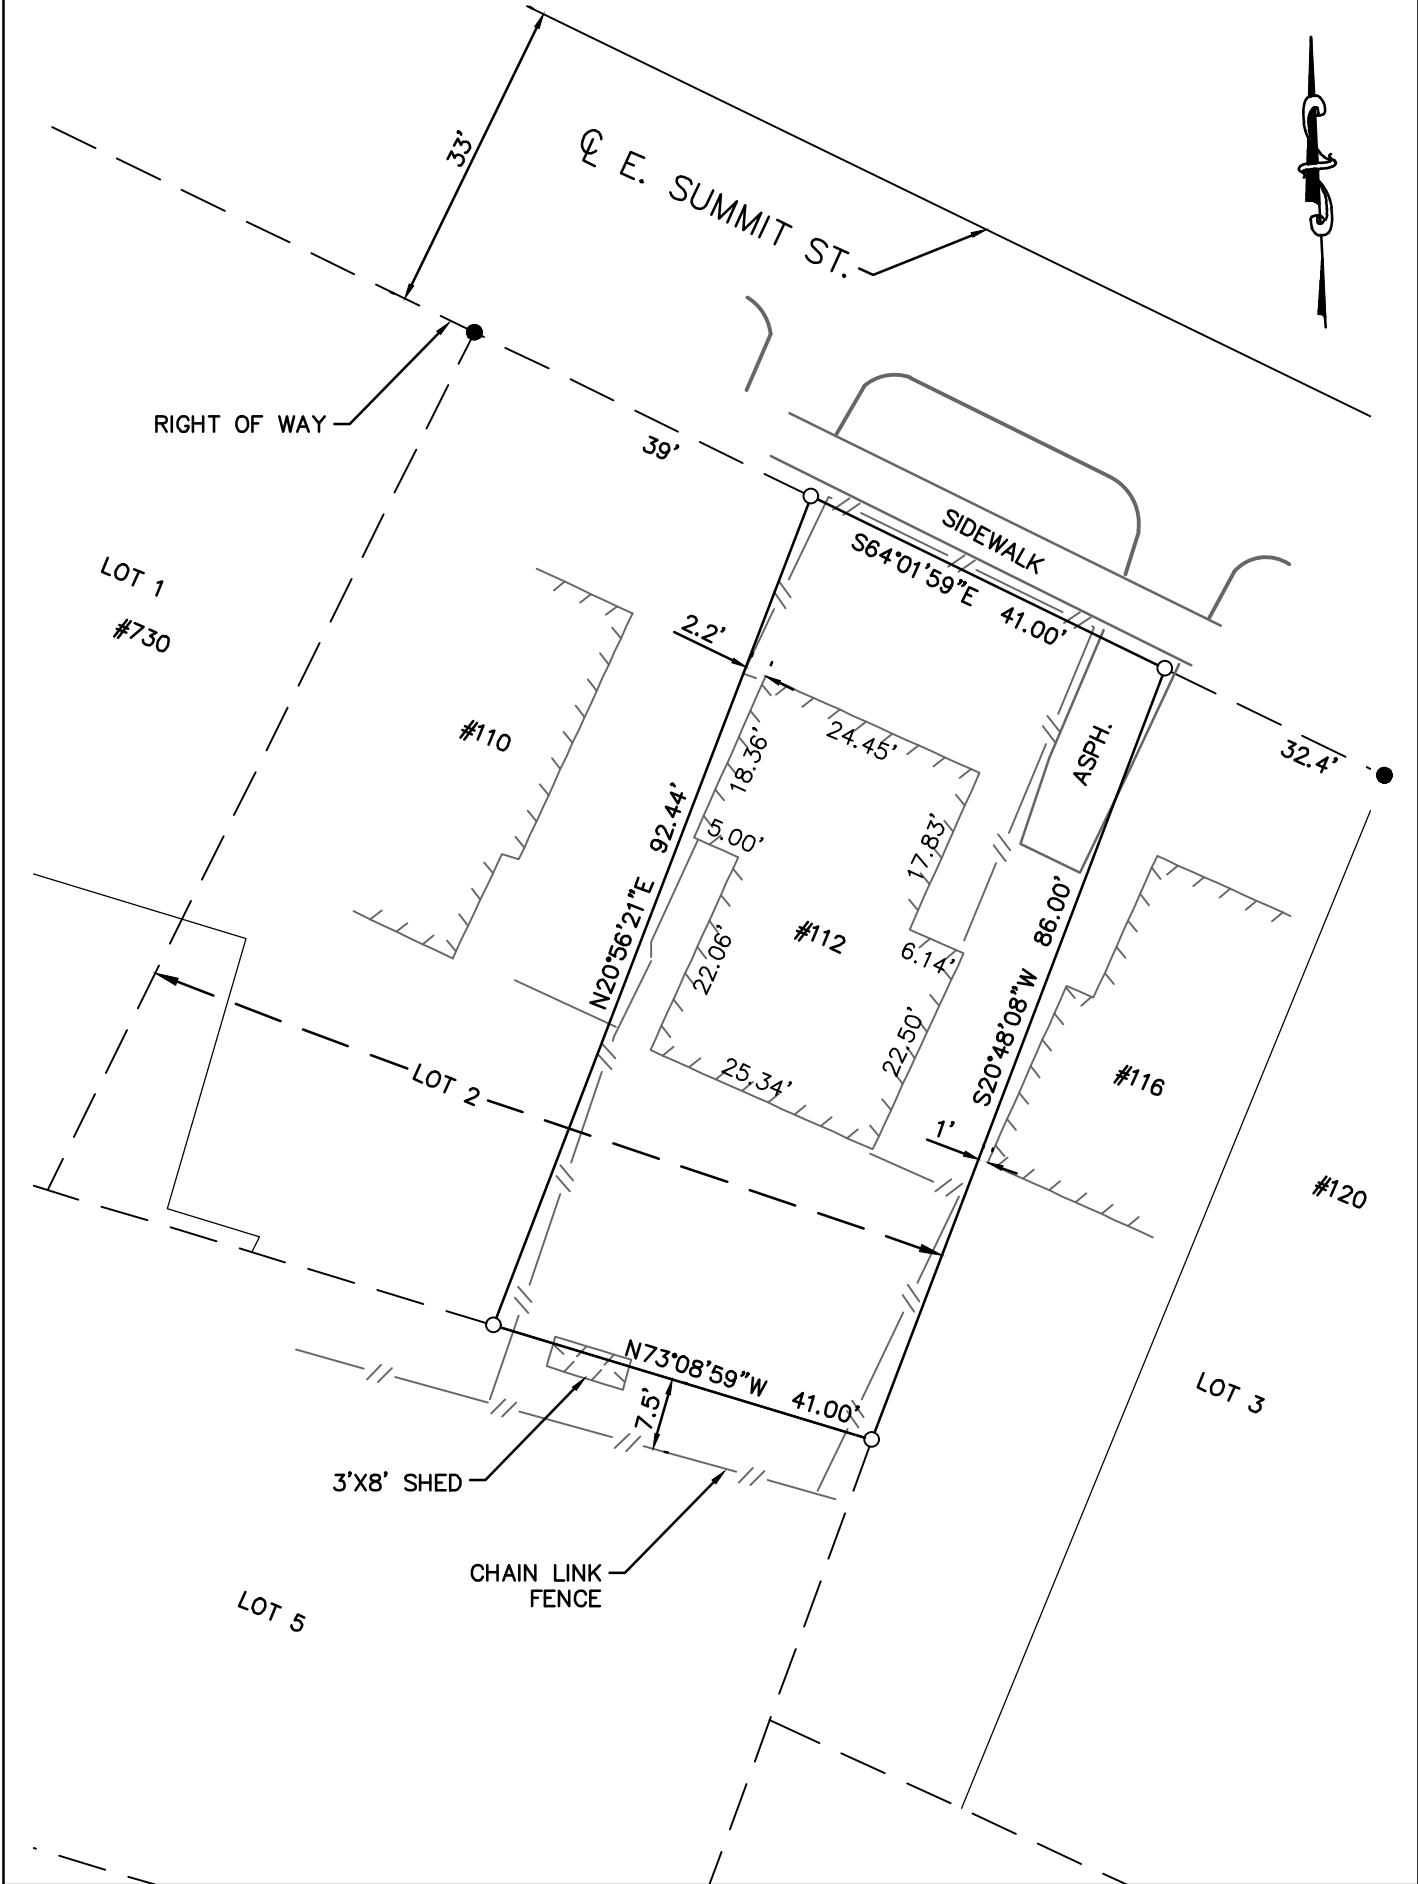 33'
℄ E. SUMMIT ST.
RIGHT OF WAY
39'
SIDEWALK
S64°01'59"E 41.00'
LOT 1
#730
2.2'
#110
24.45'
18.36'
ASPH.
32.4'
N20°56'21"E 92.44'
5.00'
17.83'
#112
6.14'
22.06'
S20°48'08"W 86.00'
22.50'
25.34'
LOT 2
1'
#116
#120
N73°08'59"W 41.00'
7.5'
LOT 3
3'X8' SHED
CHAIN LINK
FENCE
LOT 5